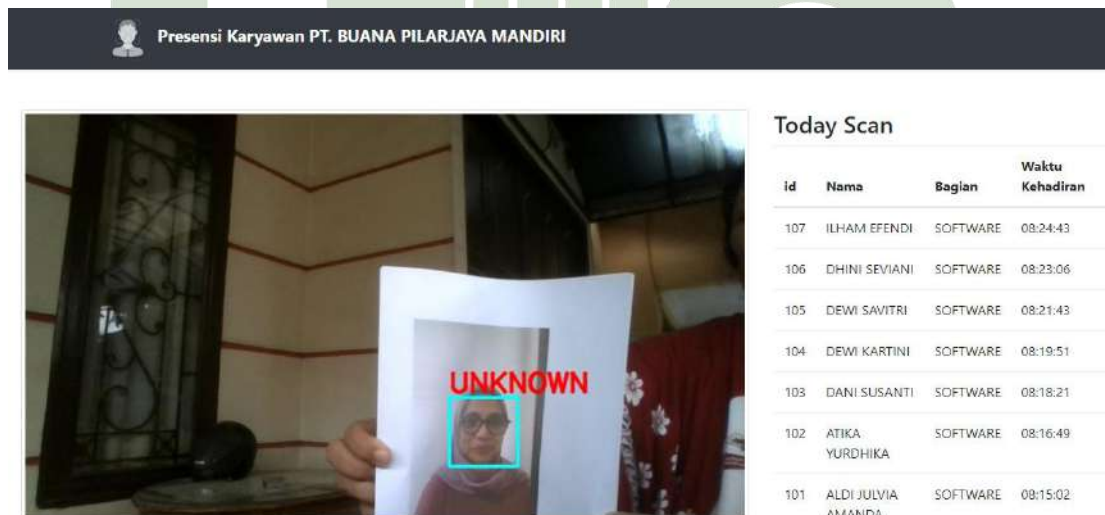 Presensi Karyawan PT. BUANA PILARJAYA MANDIRI
Today Scan
id Nama Bagian Waktu Kehadiran
107 ILHAM EFENDI SOFTWARE 08:24:43
106 DHINI SEVIANI SOFTWARE 08:23:06
105 DEWI SAVITRI SOFTWARE 08:21:43
104 DEWI KARTINI SOFTWARE 08:19:51
103 DANI SUSANTI SOFTWARE 08:18:21
102 ATIKA YURDHIKA SOFTWARE 08:16:49
101 ALDI JULVIA AMANDA SOFTWARE 08:15:02
UNKNOWN